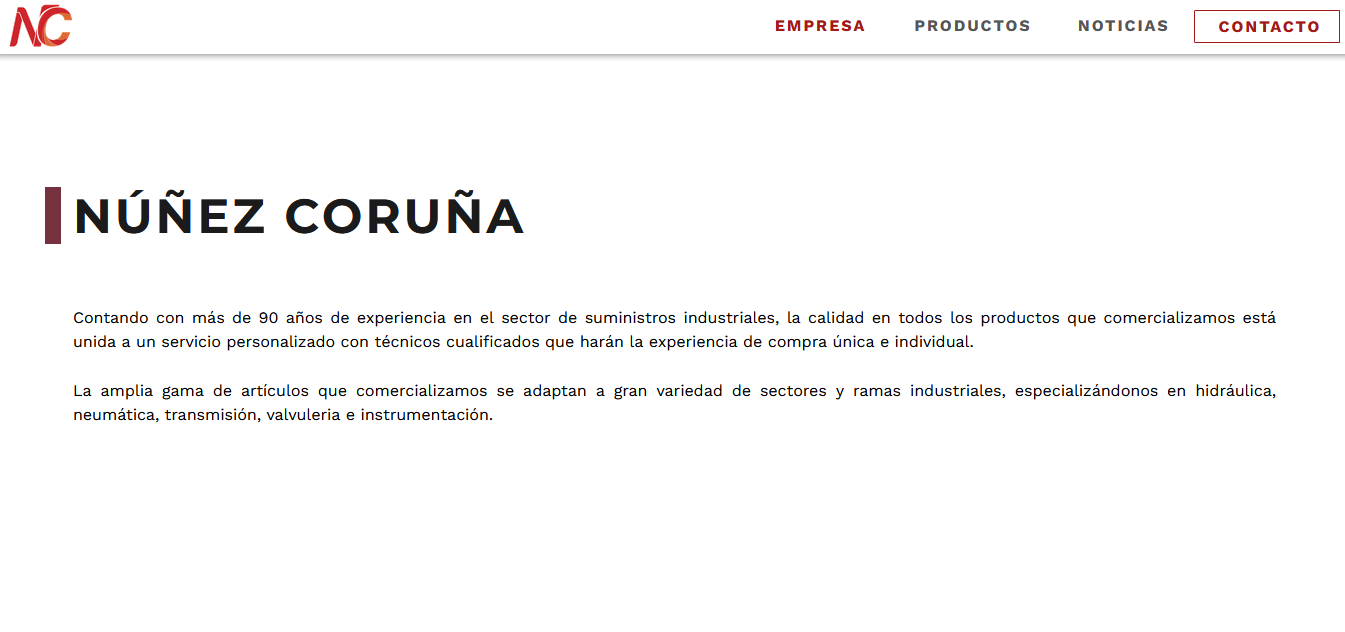 NC
EMPRESA PRODUCTOS NOTICIAS CONTACTO
NÚÑEZ CORUÑA
Contando con más de 90 años de experiencia en el sector de suministros industriales, la calidad en todos los productos que comercializamos está
unida a un servicio personalizado con técnicos cualificados que harán la experiencia de compra única e individual.
La amplia gama de artículos que comercializamos se adaptan a gran variedad de sectores y ramas industriales, especializándonos en hidráulica,
neumática, transmisión, valvuleria e instrumentación.